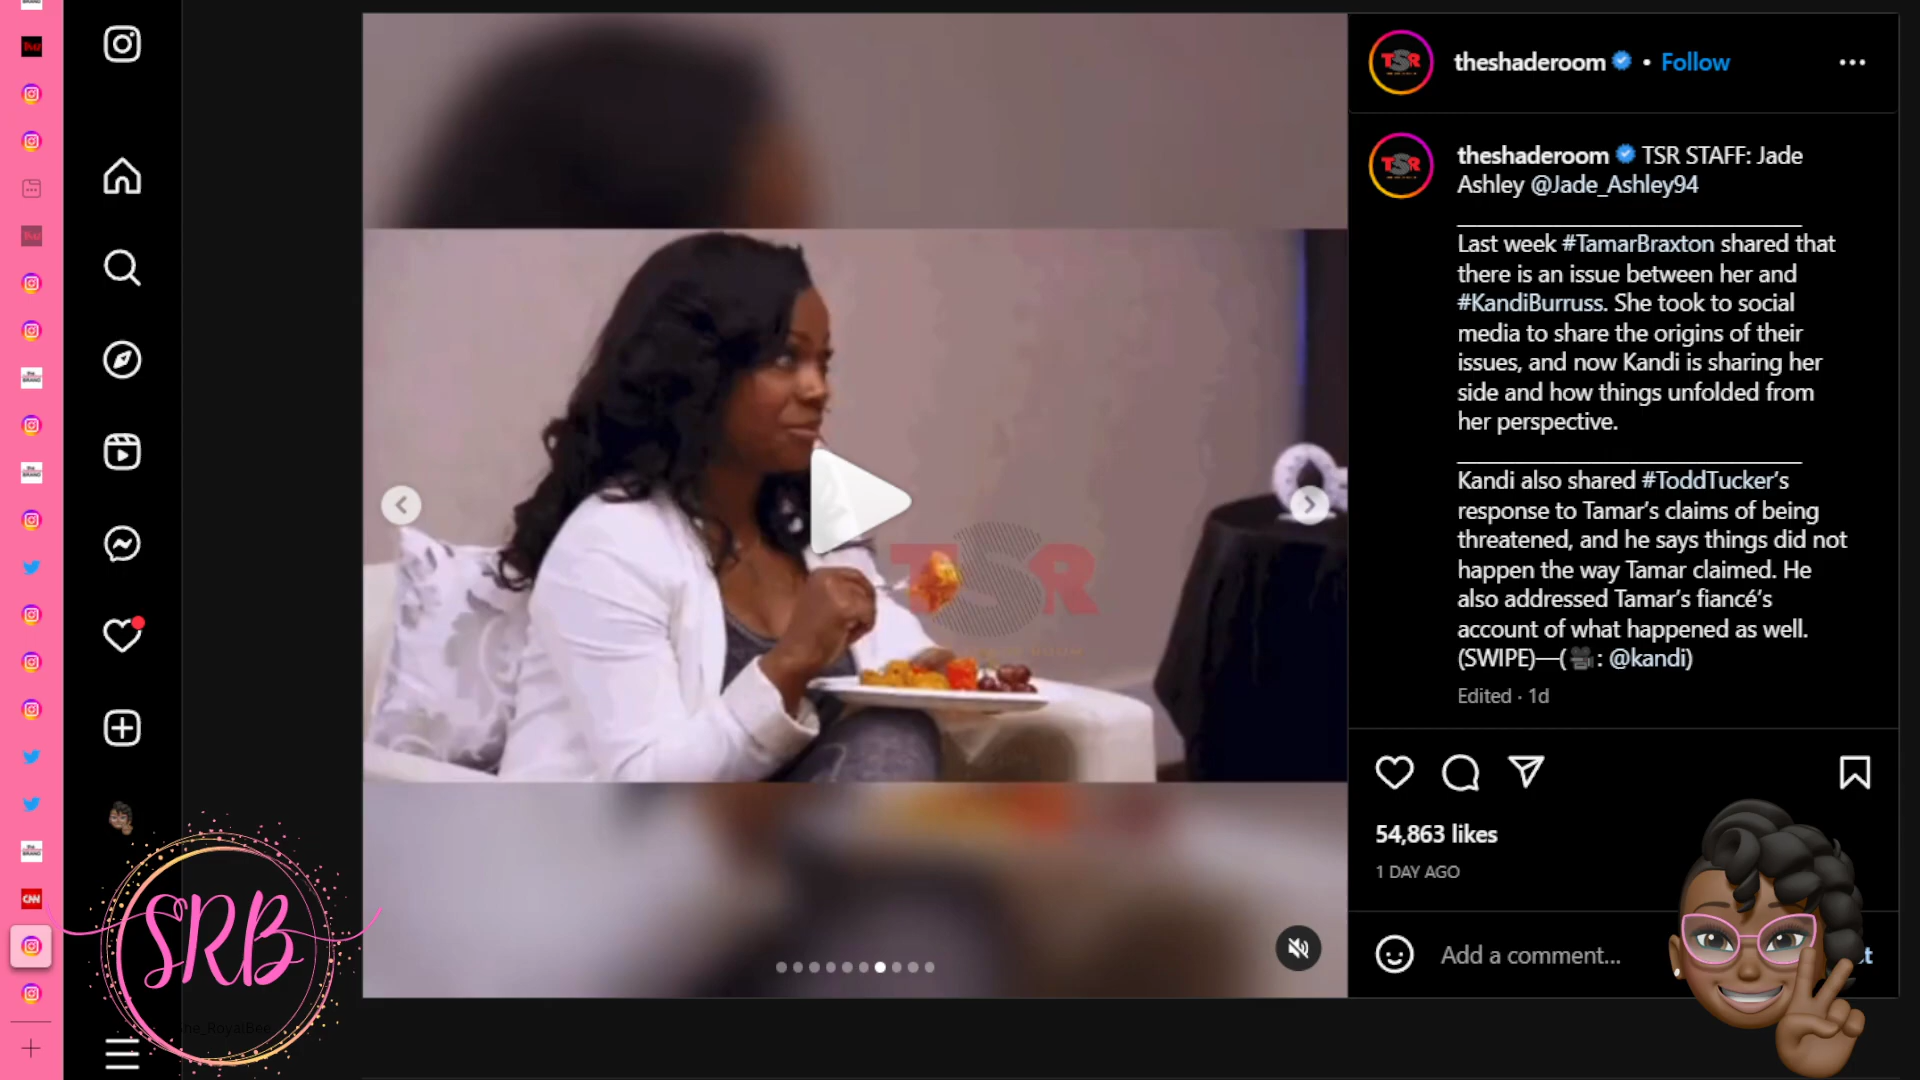 theshaderoom • Follow
theshaderoom TSR STAFF: Jade
Ashley @Jade_Ashley94
Last week #TamarBraxton shared that
there is an issue between her and
#KandiBurruss. She took to social
media to share the origins of their
issues, and now Kandi is sharing her
side and how things unfolded from
her perspective.
Kandi also shared #ToddTucker’s
response to Tamar’s claims of being
threatened, and he says things did not
happen the way Tamar claimed. He
also addressed Tamar’s fiancé’s
account of what happened as well.
(SWIPE)—(🎥: @kandi)
Edited · 1d
54,863 likes
1 DAY AGO
Add a comment...
TSR
SRB
CNN